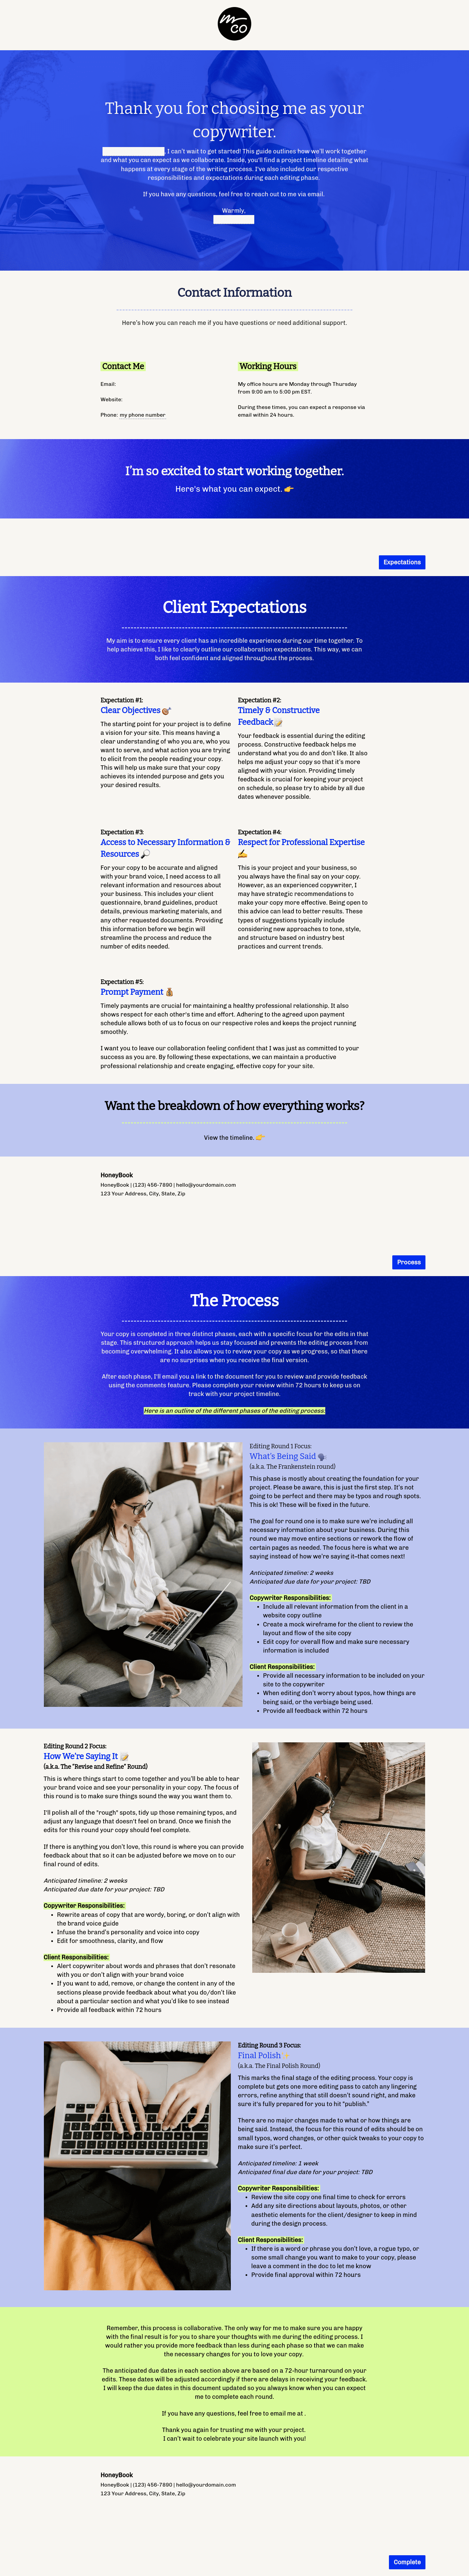 m
co
Thank you for choosing me as your
copywriter.
, I can't wait to get started! This guide outlines how we'll work together
and what you can expect as we collaborate. Inside, you'll find a project timeline detailing what
happens at every stage of the writing process. I've also included our respective
responsibilities and expectations during each editing phase.
If you have any questions, feel free to reach out to me via email.
Warmly,
Contact Information
Here's how you can reach me if you have questions or need additional support.
Contact Me
Email:
Website:
Phone: my phone number
Working Hours
My office hours are Monday through Thursday
from 9:00 am to 5:00 pm EST.
During these times, you can expect a response via
email within 24 hours.
I'm so excited to start working together.
Here's what you can expect. 👉
Expectations
Client Expectations
My aim is to ensure every client has an incredible experience during our time together. To
help achieve this, I like to clearly outline our collaboration expectations. This way, we can
both feel confident and aligned throughout the process.
Expectation #1:
Clear Objectives 🎯
The starting point for your project is to define
a vision for your site. This means having a
clear understanding of who you are, who you
want to serve, and what action you are trying
to elicit from the people reading your copy.
This will help us make sure that your copy
achieves its intended purpose and gets you
your desired results.
Expectation #2:
Timely & Constructive
Feedback 📝
Your feedback is essential during the editing
process. Constructive feedback helps me
understand what you do and don't like. It also
helps me adjust your copy so that it's more
aligned with your vision. Providing timely
feedback is crucial for keeping your project
on schedule, so please try to abide by all due
dates whenever possible.
Expectation #3:
Access to Necessary Information &
Resources 🔎
For your copy to be accurate and aligned
with your brand voice, I need access to all
relevant information and resources about
your business. This includes your client
questionnaire, brand guidelines, product
details, previous marketing materials, and
any other requested documents. Providing
this information before we begin will
streamline the process and reduce the
number of edits needed.
Expectation #4:
Respect for Professional Expertise
✍️
This is your project and your business, so
you always have the final say on your copy.
However, as an experienced copywriter, I
may have strategic recommendations to
make your copy more effective. Being open to
this advice can lead to better results. These
types of suggestions typically include
considering new approaches to tone, style,
and structure based on industry best
practices and current trends.
Expectation #5:
Prompt Payment 💰
Timely payments are crucial for maintaining a healthy professional relationship. It also
shows respect for each other's time and effort. Adhering to the agreed upon payment
schedule allows both of us to focus on our respective roles and keeps the project running
smoothly.
I want you to leave our collaboration feeling confident that I was just as committed to your
success as you are. By following these expectations, we can maintain a productive
professional relationship and create engaging, effective copy for your site.
Want the breakdown of how everything works?
View the timeline. 👉
HoneyBook
HoneyBook | (123) 456-7890 | hello@yourdomain.com
123 Your Address, City, State, Zip
Process
The Process
Your copy is completed in three distinct phases, each with a specific focus for the edits in that
stage. This structured approach helps us stay focused and prevents the editing process from
becoming overwhelming. It also allows you to review your copy as we progress, so that there
are no surprises when you receive the final version.
After each phase, I'll email you a link to the document for you to review and provide feedback
using the comments feature. Please complete your review within 72 hours to keep us on
track with your project timeline.
Here is an outline of the different phases of the editing process:
Editing Round 1 Focus:
What's Being Said 🗣
(a.k.a. The Frankenstein round)
This phase is mostly about creating the foundation for your
project. Please be aware, this is just the first step. It's not
going to be perfect and there may be typos and rough spots.
This is ok! These will be fixed in the future.
The goal for round one is to make sure we're including all
necessary information about your business. During this
round we may move entire sections or rework the flow of
certain pages as needed. The focus here is what we are
saying instead of how we're saying it–that comes next!
Anticipated timeline: 2 weeks
Anticipated due date for your project: TBD
Copywriter Responsibilities:
• Include all relevant information from the client in a
website copy outline
• Create a mock wireframe for the client to review the
layout and flow of the site copy
• Edit copy for overall flow and make sure necessary
information is included
Client Responsibilities:
• Provide all necessary information to be included on your
site to the copywriter
• When editing don't worry about typos, how things are
being said, or the verbiage being used.
• Provide all feedback within 72 hours
Editing Round 2 Focus:
How We're Saying It 📝
(a.k.a. The "Revise and Refine" Round)
This is where things start to come together and you'll be able to hear
your brand voice and see your personality in your copy. The focus of
this round is to make sure things sound the way you want them to.
I'll polish all of the "rough" spots, tidy up those remaining typos, and
adjust any language that doesn't feel on brand. Once we finish the
edits for this round your copy should feel complete.
If there is anything you don't love, this round is where you can provide
feedback about that so it can be adjusted before we move on to our
final round of edits.
Anticipated timeline: 2 weeks
Anticipated due date for your project: TBD
Copywriter Responsibilities:
• Rewrite areas of copy that are wordy, boring, or don't align with
the brand voice guide
• Infuse the brand's personality and voice into copy
• Edit for smoothness, clarity, and flow
Client Responsibilities:
• Alert copywriter about words and phrases that don't resonate
with you or don't align with your brand voice
• If you want to add, remove, or change the content in any of the
sections please provide feedback about what you do/don't like
about a particular section and what you'd like to see instead
• Provide all feedback within 72 hours
Editing Round 3 Focus:
Final Polish ✨
(a.k.a. The Final Polish Round)
This marks the final stage of the editing process. Your copy is
complete but gets one more editing pass to catch any lingering
errors, refine anything that still doesn't sound right, and make
sure it's fully prepared for you to hit "publish."
There are no major changes made to what or how things are
being said. Instead, the focus for this round of edits should be on
small typos, word changes, or other quick tweaks to your copy to
make sure it's perfect.
Anticipated timeline: 1 week
Anticipated final due date for your project: TBD
Copywriter Responsibilities:
• Review the site copy one final time to check for errors
• Add any site directions about layouts, photos, or other
aesthetic elements for the client/designer to keep in mind
during the design process.
Client Responsibilities:
• If there is a word or phrase you don't love, a rogue typo, or
some small change you want to make to your copy, please
leave a comment in the doc to let me know
• Provide final approval within 72 hours
Remember, this process is collaborative. The only way for me to make sure you are happy
with the final result is for you to share your thoughts with me during the editing process. I
would rather you provide more feedback than less during each phase so that we can make
the necessary changes for you to love your copy.
The anticipated due dates in each section above are based on a 72-hour turnaround on your
edits. These dates will be adjusted accordingly if there are delays in receiving your feedback.
I will keep the due dates in this document updated so you always know when you can expect
me to complete each round.
If you have any questions, feel free to email me at .
Thank you again for trusting me with your project.
I can't wait to celebrate your site launch with you!
HoneyBook
HoneyBook | (123) 456-7890 | hello@yourdomain.com
123 Your Address, City, State, Zip
Complete